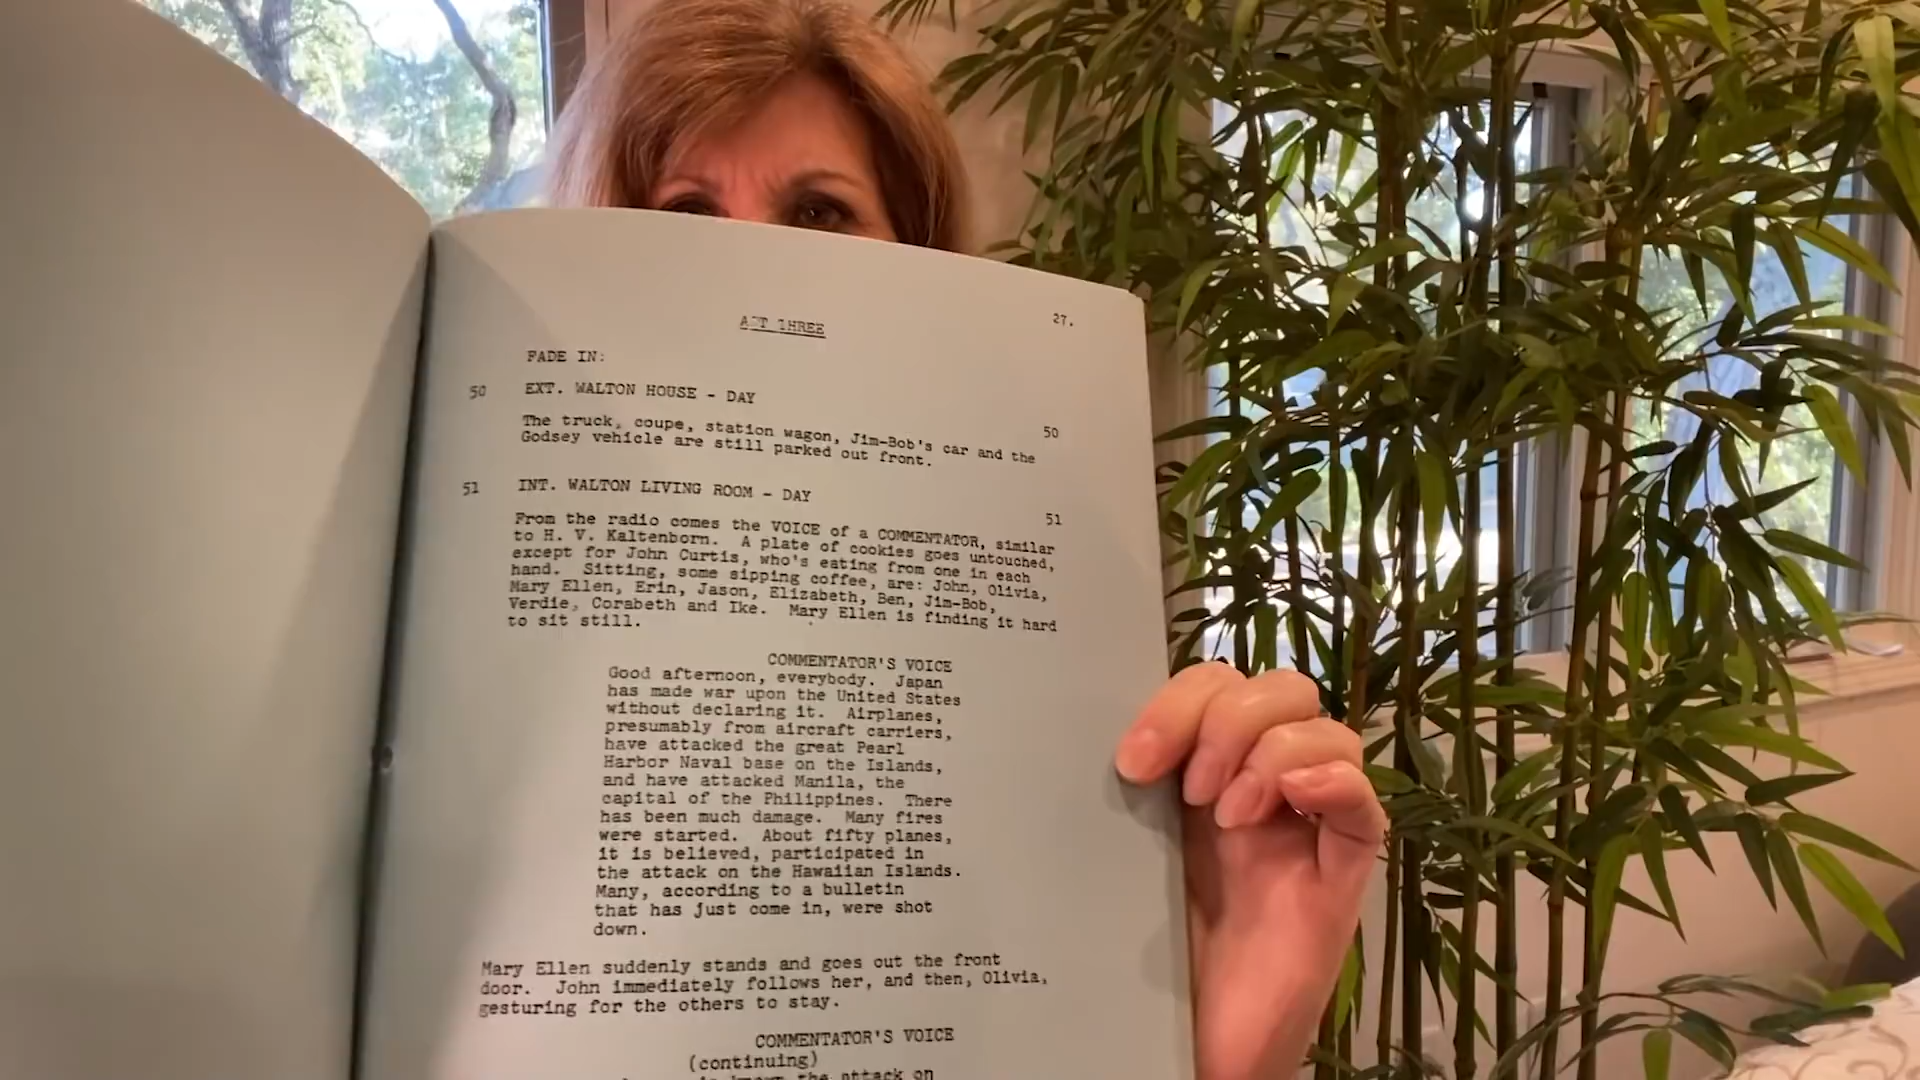 ACT THREE
27.
FADE IN:
50 EXT. WALTON HOUSE - DAY 50
The truck, coupe, station wagon, Jim-Bob's car and the
Godsey vehicle are still parked out front.
51 INT. WALTON LIVING ROOM - DAY 51
From the radio comes the VOICE of a COMMENTATOR, similar
to H. V. Kaltenborn. A plate of cookies goes untouched,
except for John Curtis, who's eating from one in each
hand. Sitting, some sipping coffee, are: John, Olivia,
Mary Ellen, Erin, Jason, Elizabeth, Ben, Jim-Bob,
Verdie, Corabeth and Ike. Mary Ellen is finding it hard
to sit still.
COMMENTATOR'S VOICE
Good afternoon, everybody. Japan
has made war upon the United States
without declaring it. Airplanes,
presumably from aircraft carriers,
have attacked the great Pearl
Harbor Naval base on the Islands,
and have attacked Manila, the
capital of the Philippines. There
has been much damage. Many fires
were started. About fifty planes,
it is believed, participated in
the attack on the Hawaiian Islands.
Many, according to a bulletin
that has just come in, were shot
down.
Mary Ellen suddenly stands and goes out the front
door. John immediately follows her, and then, Olivia,
gesturing for the others to stay.
COMMENTATOR'S VOICE
(continuing)
the attack on